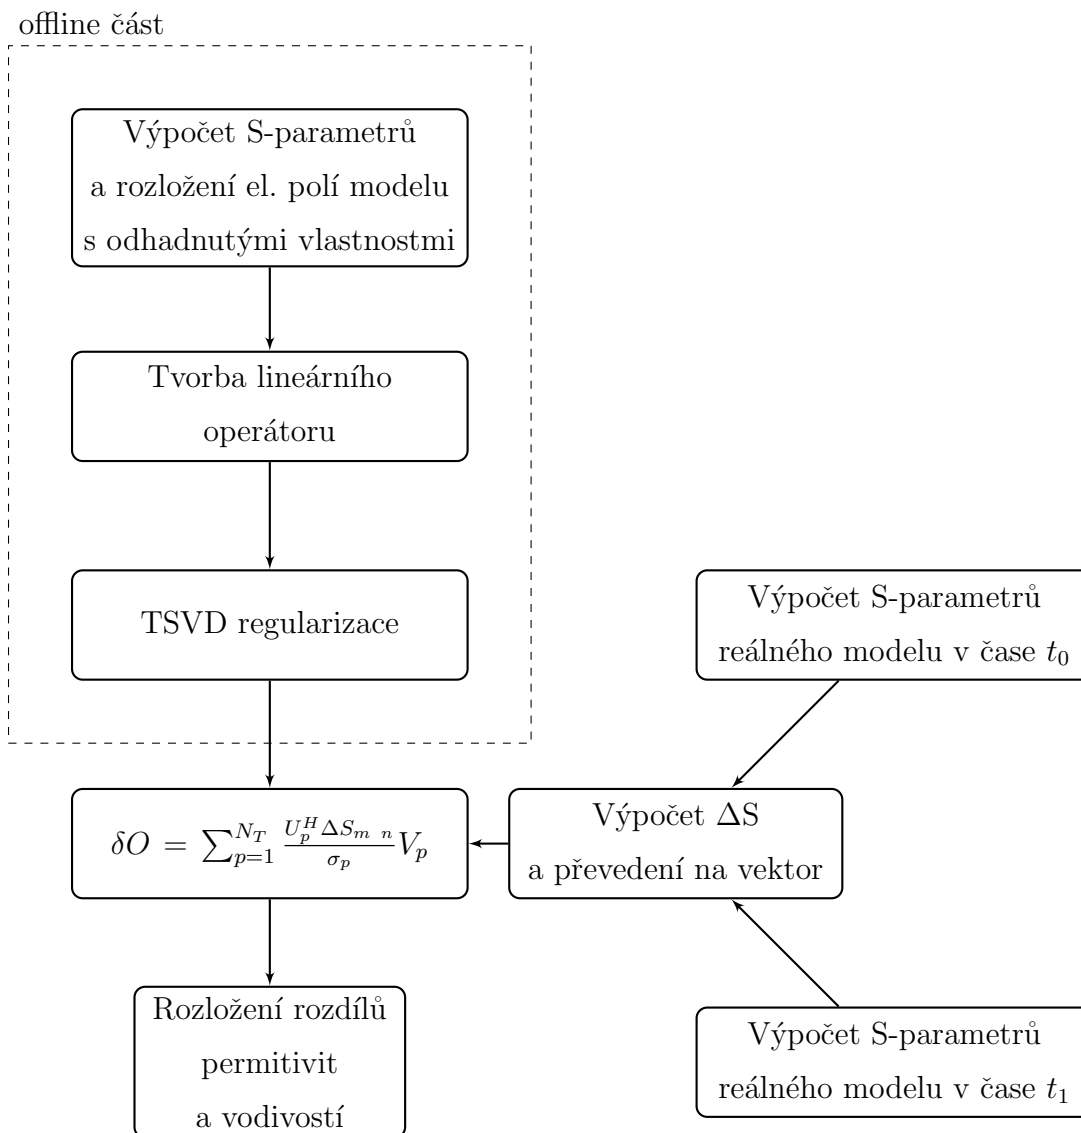 offline část
Výpočet S-parametrů
a rozložení el. polí modelu
s odhadnutými vlastnostmi
Tvorba lineárního
operátoru
TSVD regularizace
Výpočet S-parametrů
reálného modelu v čase t₀
δO = ∑_{p=1}^{N_T} \frac{U_p^H ΔS_{m n}}{σ_p} V_p
Výpočet ΔS
a převedení na vektor
Rozložení rozdílů
permitivit
a vodivostí
Výpočet S-parametrů
reálného modelu v čase t₁